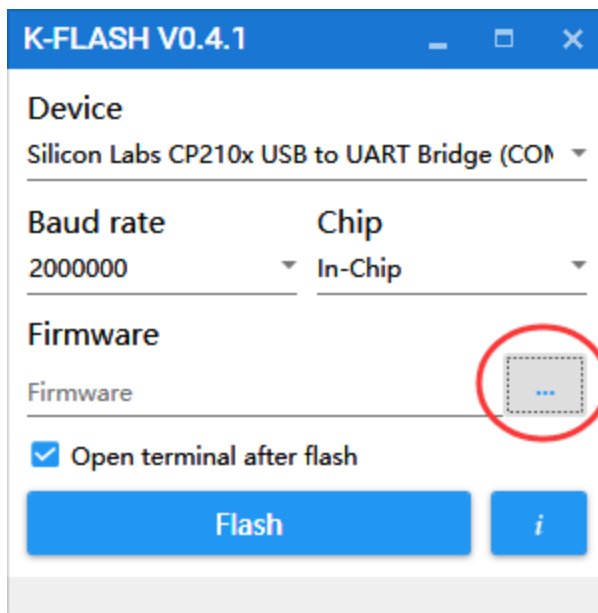 K-FLASH V0.4.1
Device
Silicon Labs CP210x USB to UART Bridge (COM
Baud rate Chip
2000000 In-Chip
Firmware
Firmware
...
Open terminal after flash
Flash i